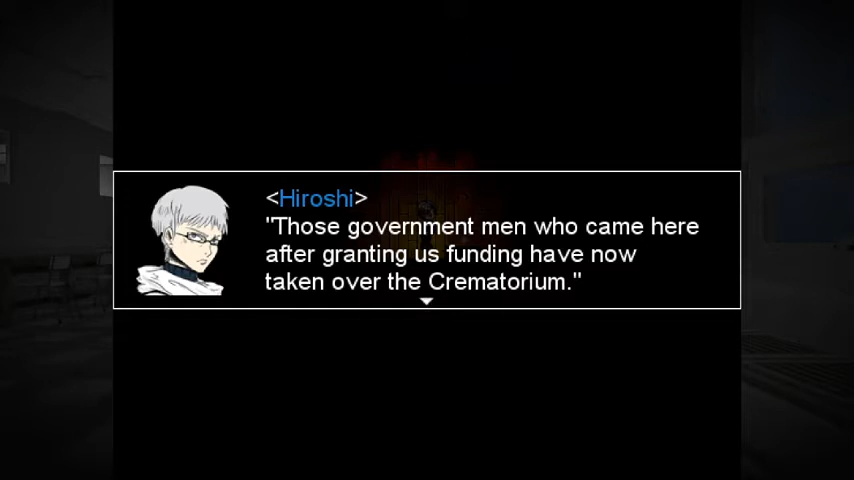 <Hiroshi>
"Those government men who came here
after granting us funding have now
taken over the Crematorium."